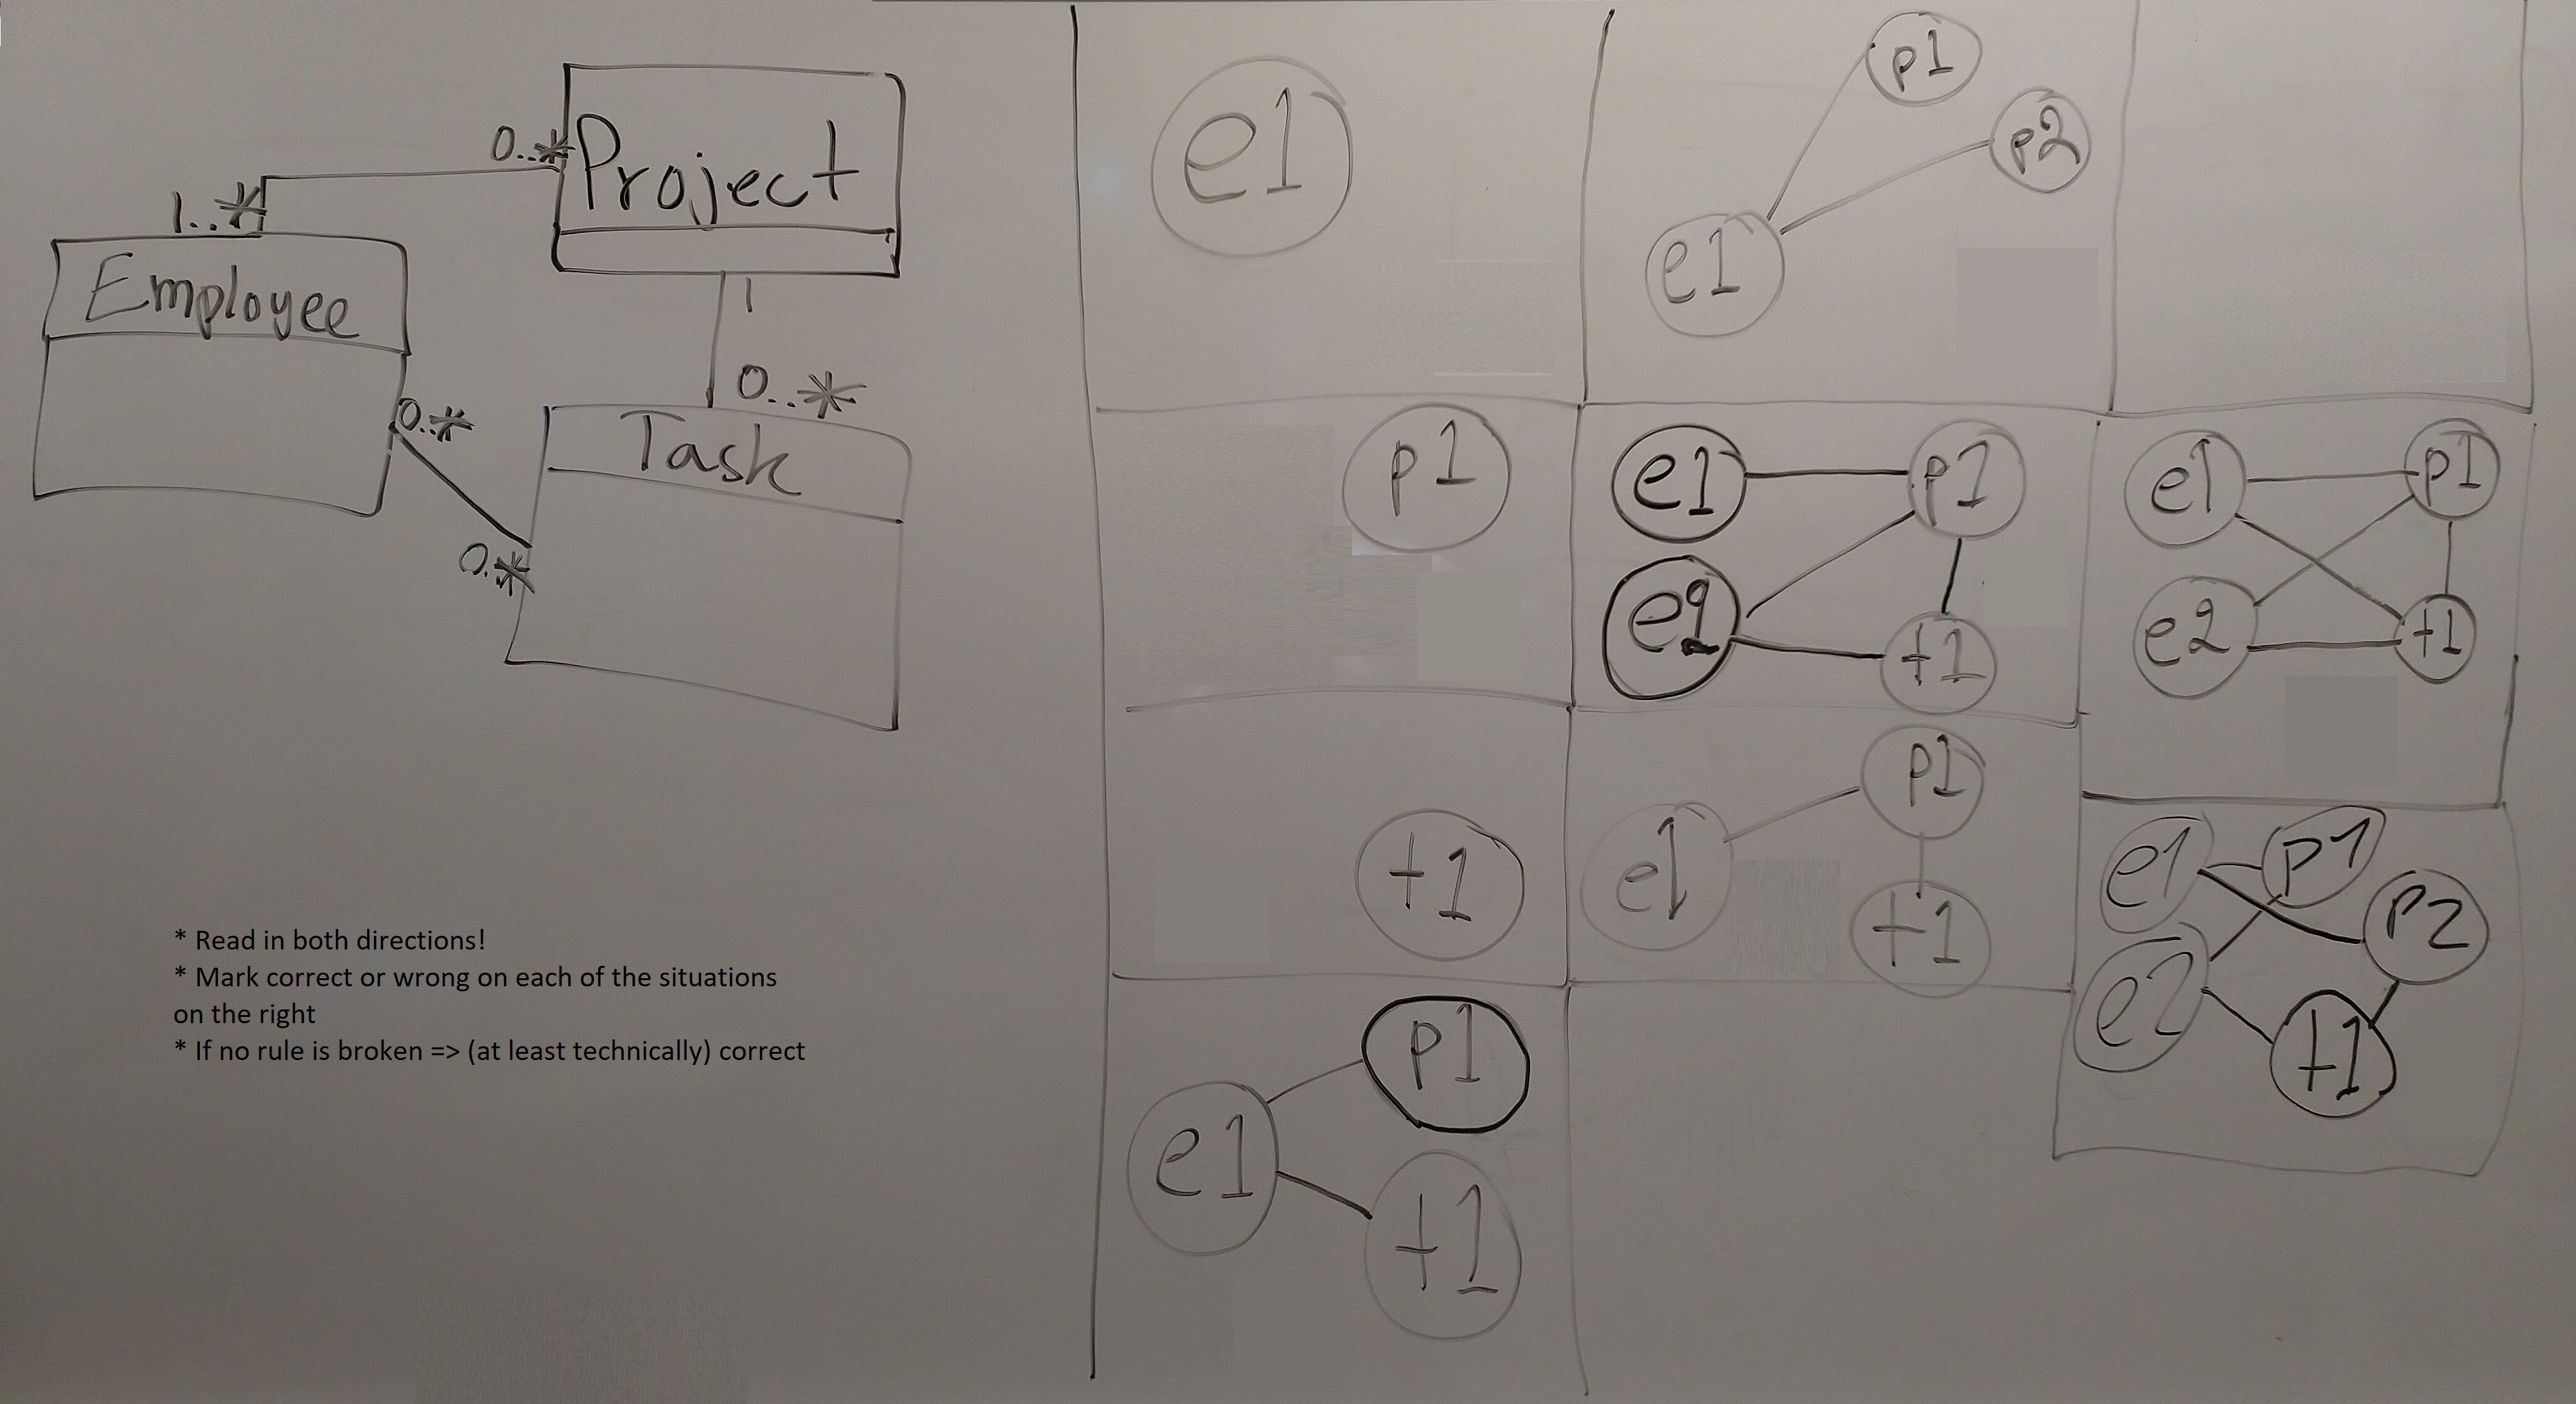 0..*
Project
1..*
Employee
1
0..*
0..*
Task
0..*
* Read in both directions!
* Mark correct or wrong on each of the situations
on the right
* If no rule is broken => (at least technically) correct
e1
p1
p2
e1
p1
e1
p1
e2
t1
e1
p1
e2
t1
t1
p1
e1
t1
e1
p1
p2
e2
t1
p1
e1
t1